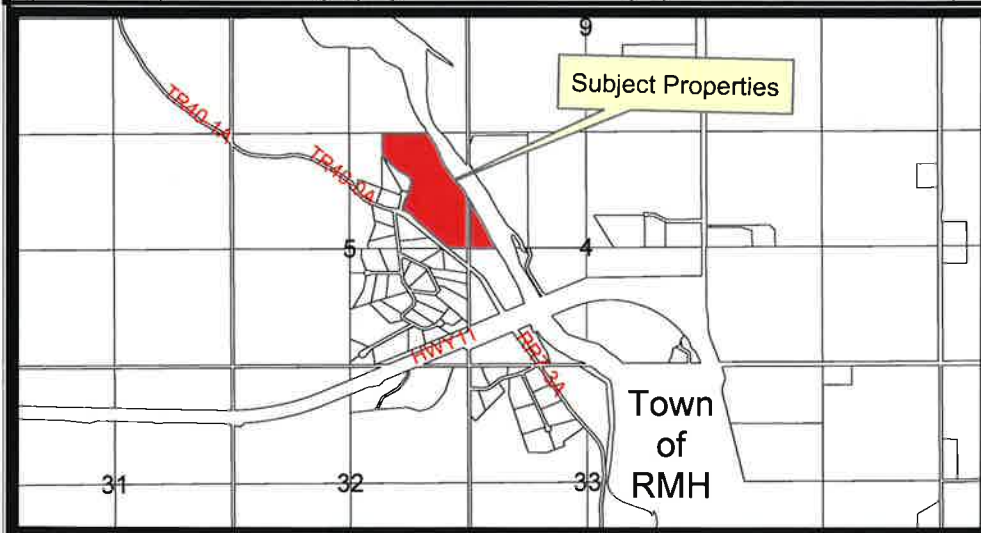 9
Subject Properties
TR40-1A
TR40-0A
5
4
HWY11
RR7-3A
Town
of
RMH
31
32
33